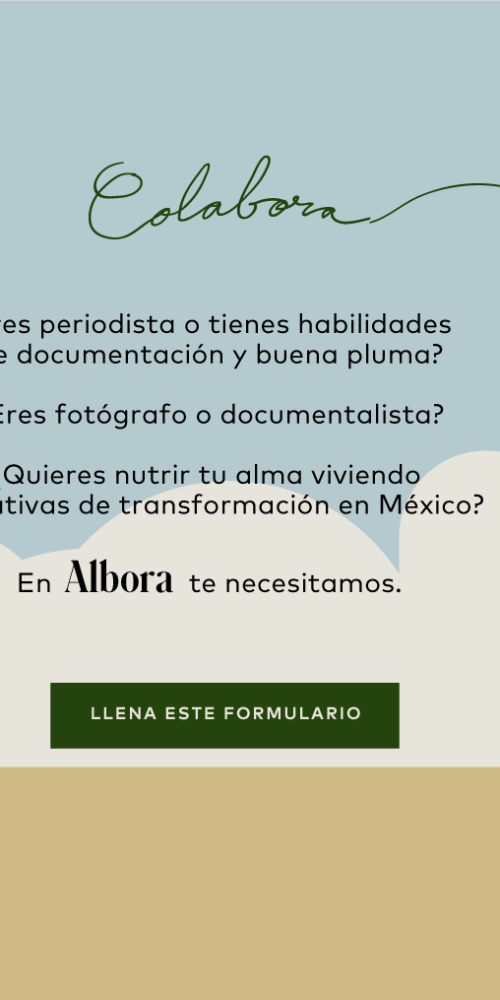 Colabora
res periodista o tienes habilidades
e documentación y buena pluma?
Eres fotógrafo o documentalista?
¿Quieres nutrir tu alma viviendo
ativas de transformación en México?
En Albora te necesitamos.
LLENA ESTE FORMULARIO